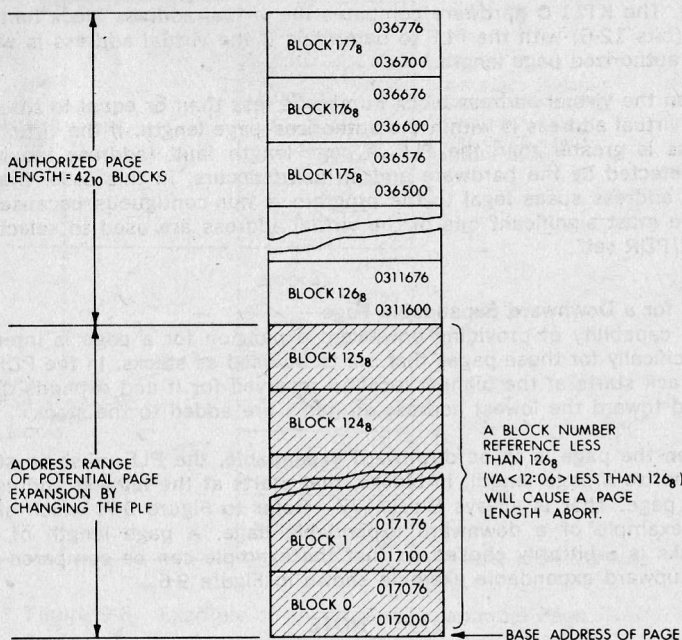 BLOCK 177₈
036776
036700
BLOCK 176₈
036676
036600
AUTHORIZED PAGE
LENGTH = 42₁₀ BLOCKS
BLOCK 175₈
036576
036500
BLOCK 126₈
0311676
0311600
BLOCK 125₈
BLOCK 124₈
A BLOCK NUMBER
REFERENCE LESS
THAN 126₈
(VA<12:06> LESS THAN 126₈)
WILL CAUSE A PAGE
LENGTH ABORT.
ADDRESS RANGE
OF POTENTIAL PAGE
EXPANSION BY
CHANGING THE PLF
BLOCK 1
017176
017100
BLOCK 0
017076
017000
BASE ADDRESS OF PAGE